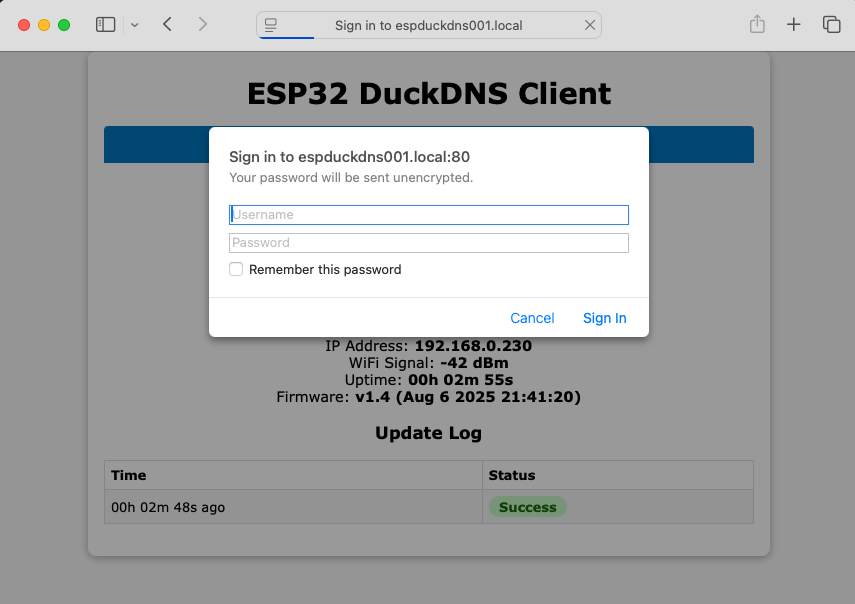 Sign in to espduckdns001.local
ESP32 DuckDNS Client
Sign in to espduckdns001.local:80
Your password will be sent unencrypted.
Username
Password
Remember this password
Cancel Sign In
IP Address: 192.168.0.230
WiFi Signal: -42 dBm
Uptime: 00h 02m 55s
Firmware: v1.4 (Aug 6 2025 21:41:20)
Update Log
Time Status
00h 02m 48s ago Success